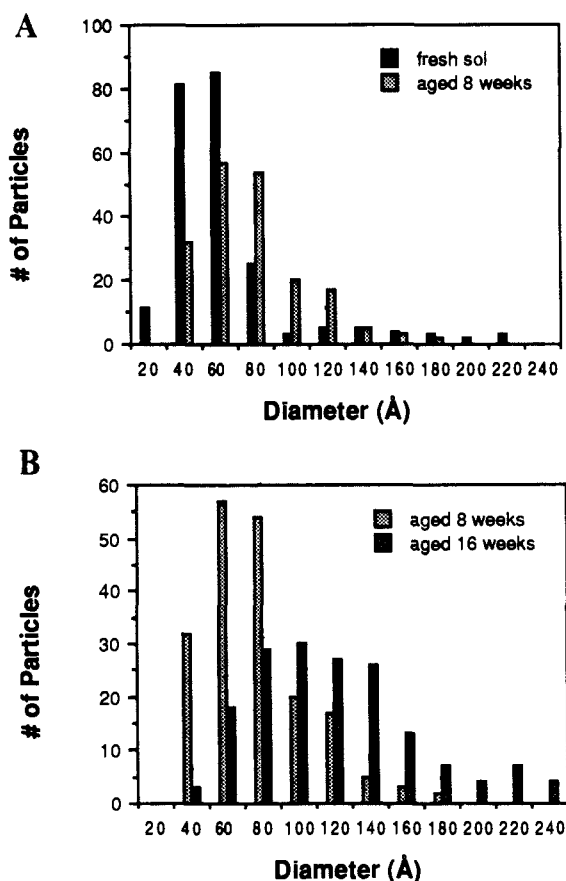 A
100
80
60
40
20
0
# of Particles
fresh sol
aged 8 weeks
20 40 60 80 100 120 140 160 180 200 220 240
Diameter (Å)
B
60
50
40
30
20
10
0
# of Particles
aged 8 weeks
aged 16 weeks
20 40 60 80 100 120 140 160 180 200 220 240
Diameter (Å)